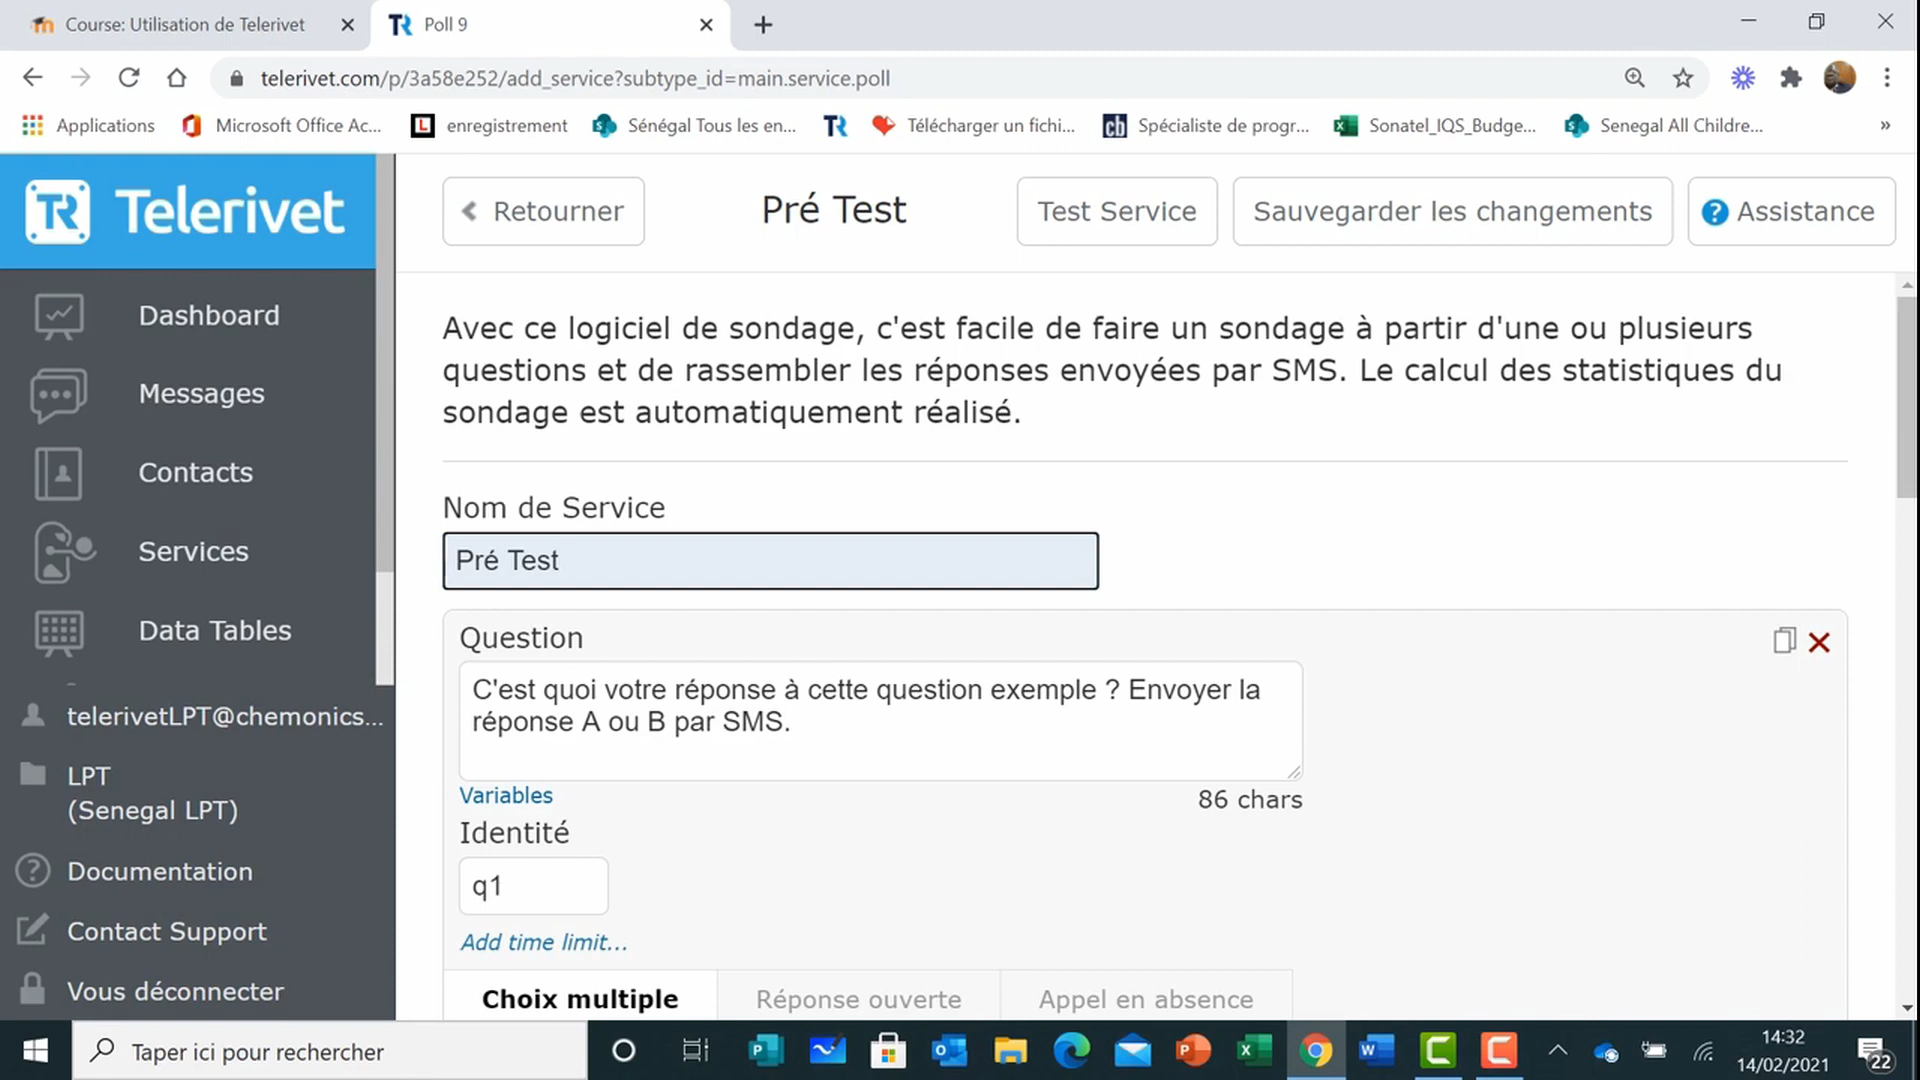 Course: Utilisation de Telerivet
Poll 9
telerivet.com/p/3a58e252/add_service?subtype_id=main.service.poll
Applications
Microsoft Office Ac...
enregistrement
Sénégal Tous les en...
Télécharger un fichi...
Spécialiste de progr...
Sonatel_IQS_Budge...
Senegal All Childre...
»
TR Telerivet
Retourner
Pré Test
Test Service
Sauvegarder les changements
? Assistance
Dashboard
Messages
Contacts
Services
Data Tables
telerivetLPT@chemonics...
LPT
(Senegal LPT)
Documentation
Contact Support
Vous déconnecter
Avec ce logiciel de sondage, c'est facile de faire un sondage à partir d'une ou plusieurs
questions et de rassembler les réponses envoyées par SMS. Le calcul des statistiques du
sondage est automatiquement réalisé.
Nom de Service
Pré Test
Question
C'est quoi votre réponse à cette question exemple ? Envoyer la
réponse A ou B par SMS.
Variables
86 chars
Identité
q1
Add time limit...
Choix multiple
Réponse ouverte
Appel en absence
Taper ici pour rechercher
14:32
14/02/2021
22